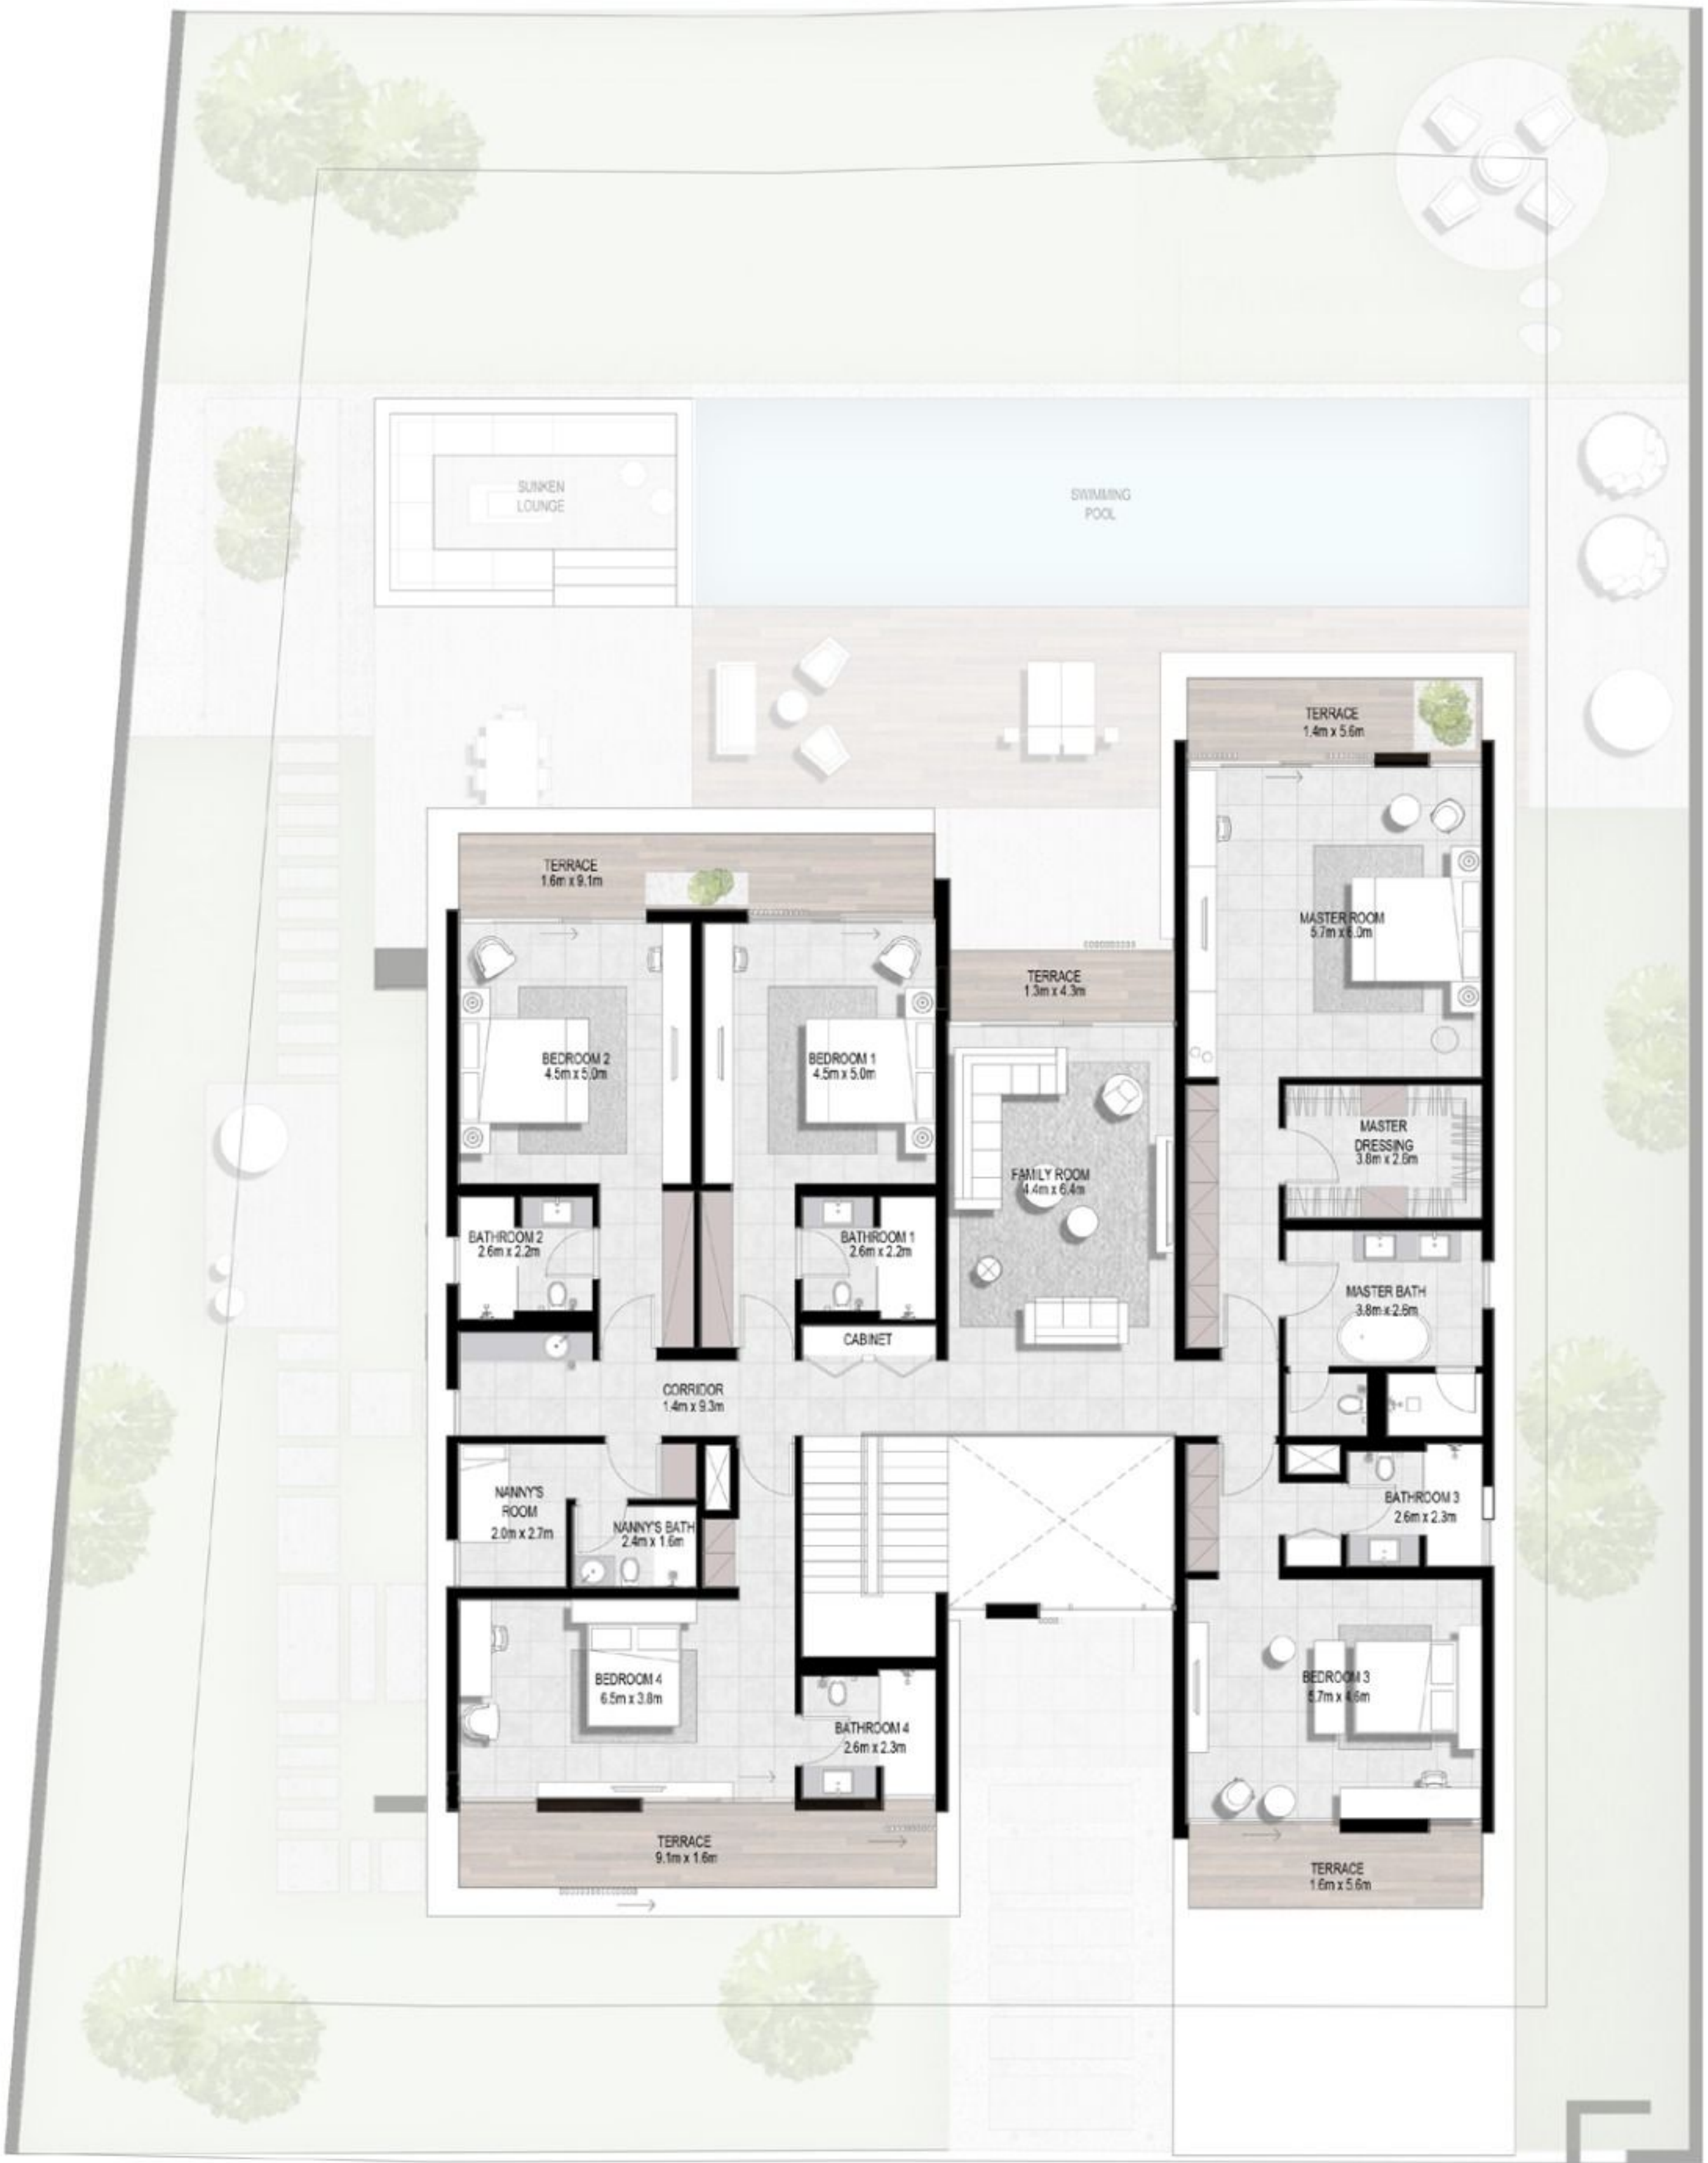 SUNKEN
LOUNGE
SWIMMING
POOL
TERRACE
1.4m x 5.6m
TERRACE
1.6m x 9.1m
MASTER ROOM
5.7m x 6.0m
TERRACE
1.3m x 4.3m
BEDROOM 2
4.5m x 5.0m
BEDROOM 1
4.5m x 5.0m
MASTER
DRESSING
3.8m x 2.6m
FAMILY ROOM
4.4m x 6.4m
BATHROOM 2
2.6m x 2.2m
BATHROOM 1
2.6m x 2.2m
MASTER BATH
3.8m x 2.6m
CABINET
CORRIDOR
1.4m x 9.3m
NANNY'S
ROOM
2.0m x 2.7m
NANNY'S BATH
2.4m x 1.6m
BATHROOM 3
2.6m x 2.3m
BEDROOM 4
6.5m x 3.8m
BEDROOM 3
5.7m x 4.6m
BATHROOM 4
2.6m x 2.3m
TERRACE
9.1m x 1.6m
TERRACE
1.6m x 5.6m